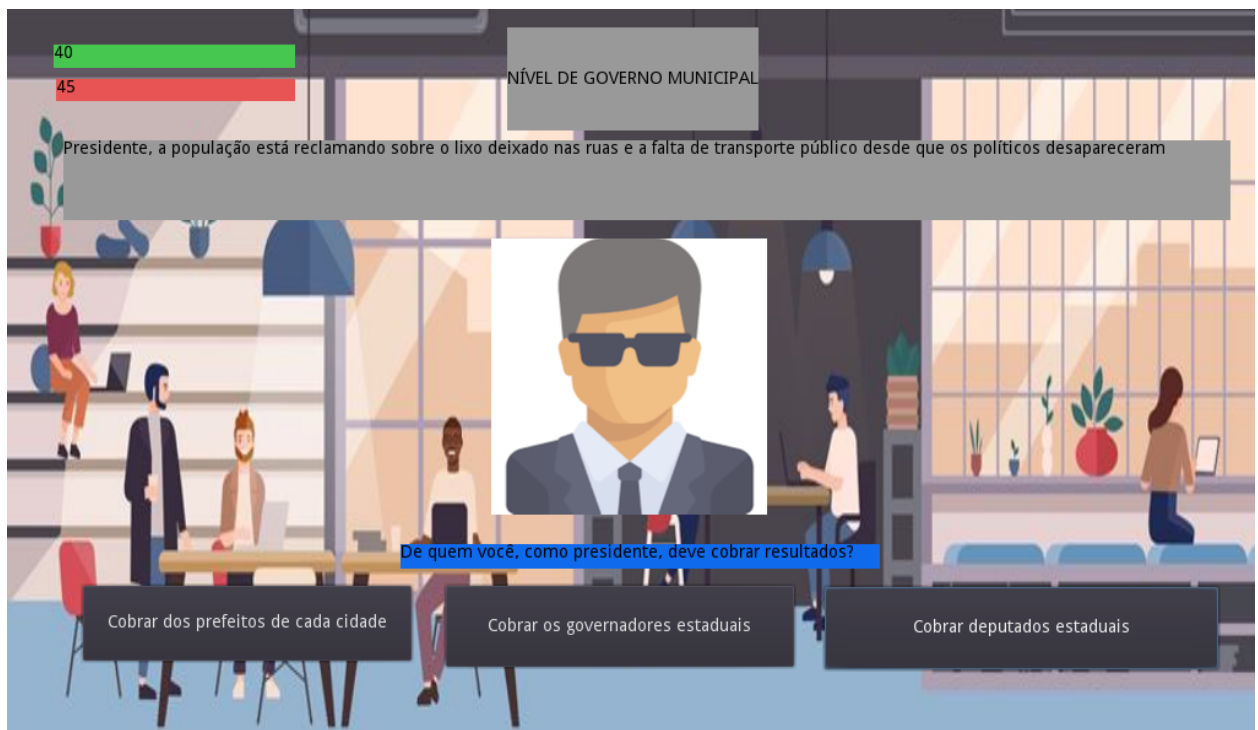 40
45
NÍVEL DE GOVERNO MUNICIPAL
Presidente, a população está reclamando sobre o lixo deixado nas ruas e a falta de transporte público desde que os políticos desapareceram
De quem você, como presidente, deve cobrar resultados?
Cobrar dos prefeitos de cada cidade
Cobrar os governadores estaduais
Cobrar deputados estaduais